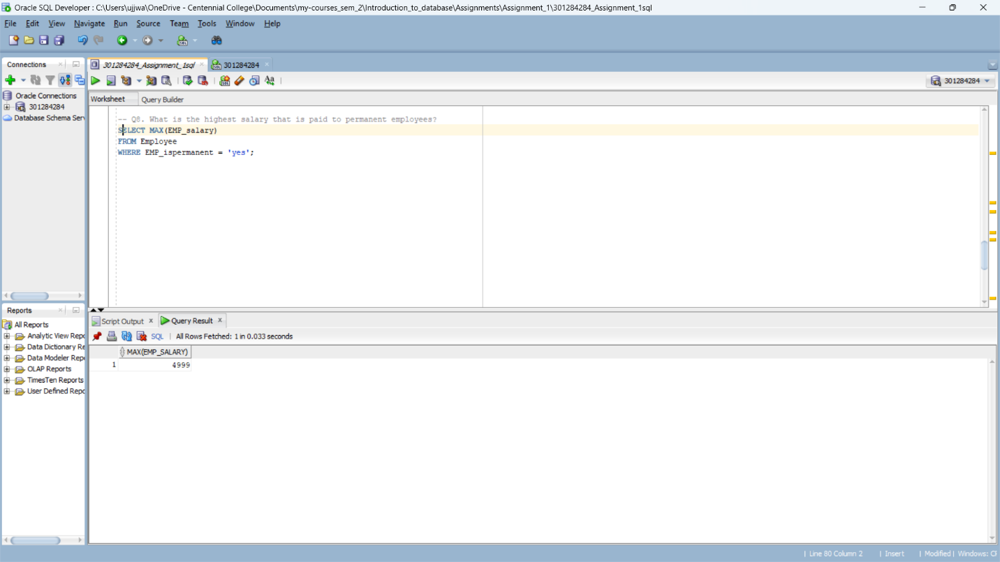 Oracle SQL Developer : C:\Users\ujjwa\OneDrive - Centennial College\Documents\my-courses_sem_2\Introduction_to_database\Assignments\Assignment_1\301284284_Assignment_1sql
File Edit View Navigate Run Source Team Tools Window Help
Connections
301284284_Assignment_1sql
301284284
301284284
Oracle Connections
301284284
Database Schema Serv
Worksheet Query Builder
-- Q8. What is the highest salary that is paid to permanent employees?
SELECT MAX(EMP_salary)
FROM Employee
WHERE EMP_ispermanent = 'yes';
Reports
All Reports
Analytic View Repo
Data Dictionary Re
Data Modeler Repo
OLAP Reports
TimesTen Reports
User Defined Repo
Script Output x Query Result x
SQL | All Rows Fetched: 1 in 0.033 seconds
MAX(EMP_SALARY)
1 4999
| Line 80 Column 2 | Insert | Modified | Windows: